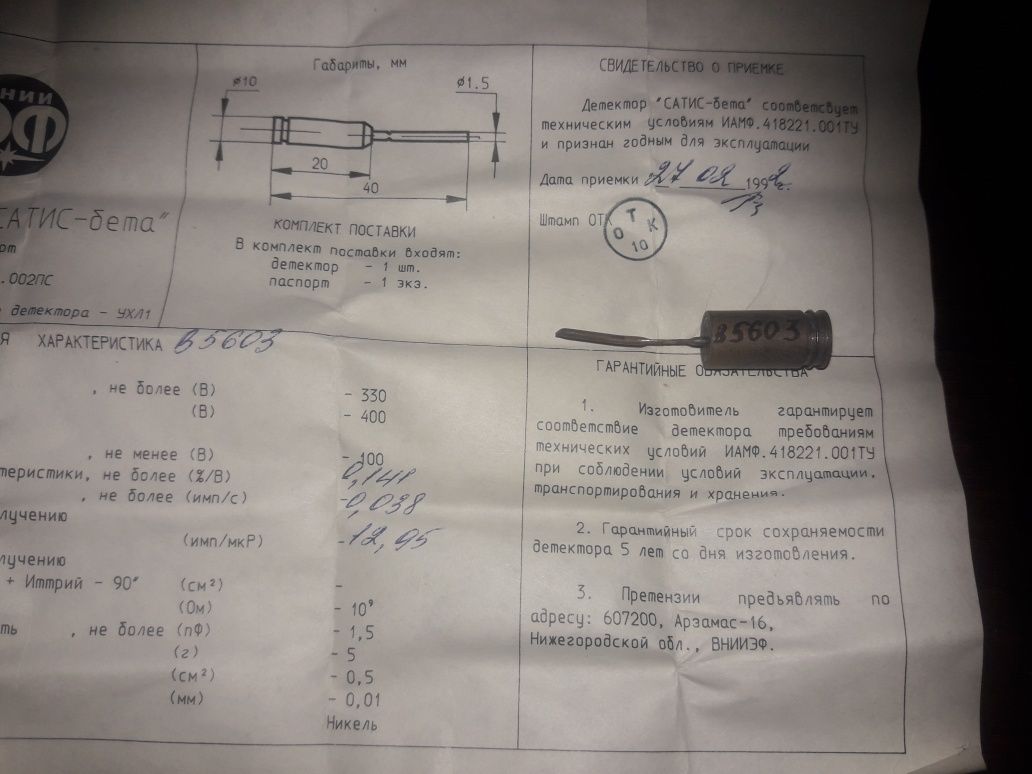 нии
РФ
САТИС-бета"
рт
.002ПС
е детектора - УХЛ1
Габариты, мм
ø10
ø1.5
20
40
КОМПЛЕКТ ПОСТАВКИ
В комплект поставки входят:
детектор - 1 шт.
паспорт - 1 экз.
СВИДЕТЕЛЬСТВО О ПРИЕМКЕ
Детектор "САТИС-бета" соответсвует
техническим условиям ИАМФ.418221.001ТУ
и признан годным для эксплуатации
Дата приемки 27 02 1992г.
Штамп ОТК
О Т К
10
В5603
Я ХАРАКТЕРИСТИКА В5603
, не более (В) - 330
(В) - 400
, не менее (В) - 100
теристики, не более (%/В) 0,141
, не более (имп/с) -0,038
лучению
(имп/мкР) -12,95
лучению
+ Иттрий - 90" (см²) -
(Ом) - 10⁹
ть , не более (пФ) - 1,5
(г) - 5
(см²) - 0,5
(мм) - 0,01
Никель
ГАРАНТИЙНЫЕ ОБЯЗАТЕЛЬСТВА
1. Изготовитель гарантирует
соответствие детектора требованиям
технических условий ИАМФ.418221.001ТУ
при соблюдении условий эксплуатации,
транспортирования и хранения.
2. Гарантийный срок сохраняемости
детектора 5 лет со дня изготовления.
3. Претензии предъявлять по
адресу: 607200, Арзамас-16,
Нижегородской обл., ВНИИЭФ.